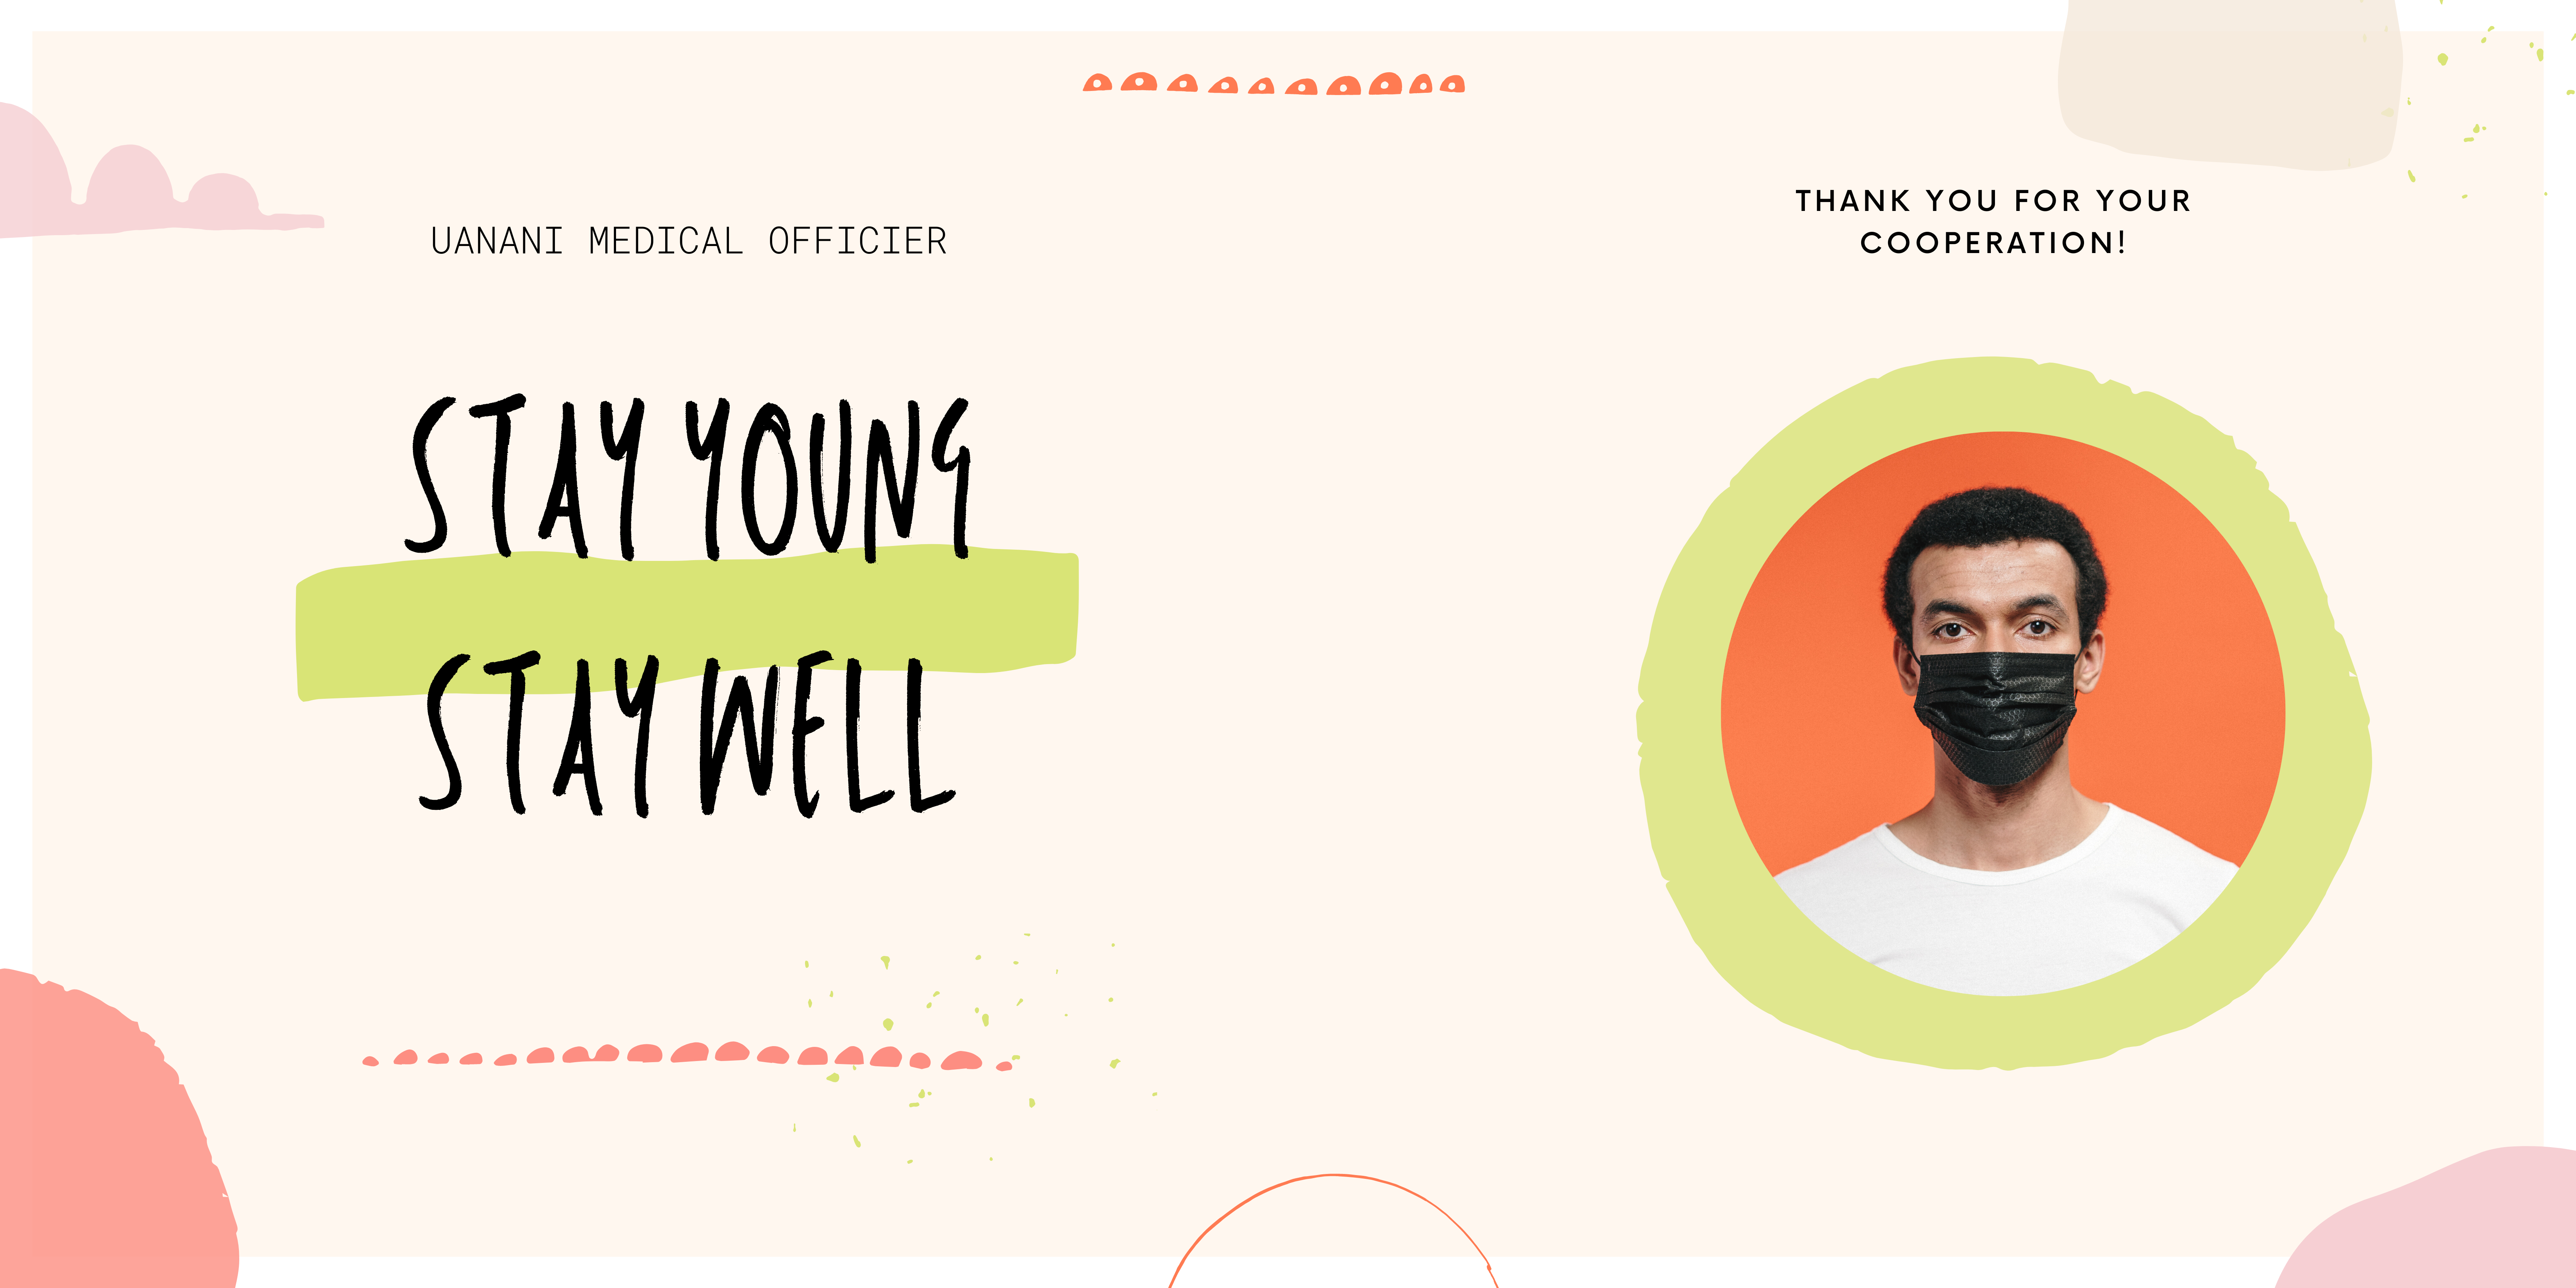 UANANI MEDICAL OFFICIER
STAY YOUNG
STAY WELL
THANK YOU FOR YOUR
COOPERATION!